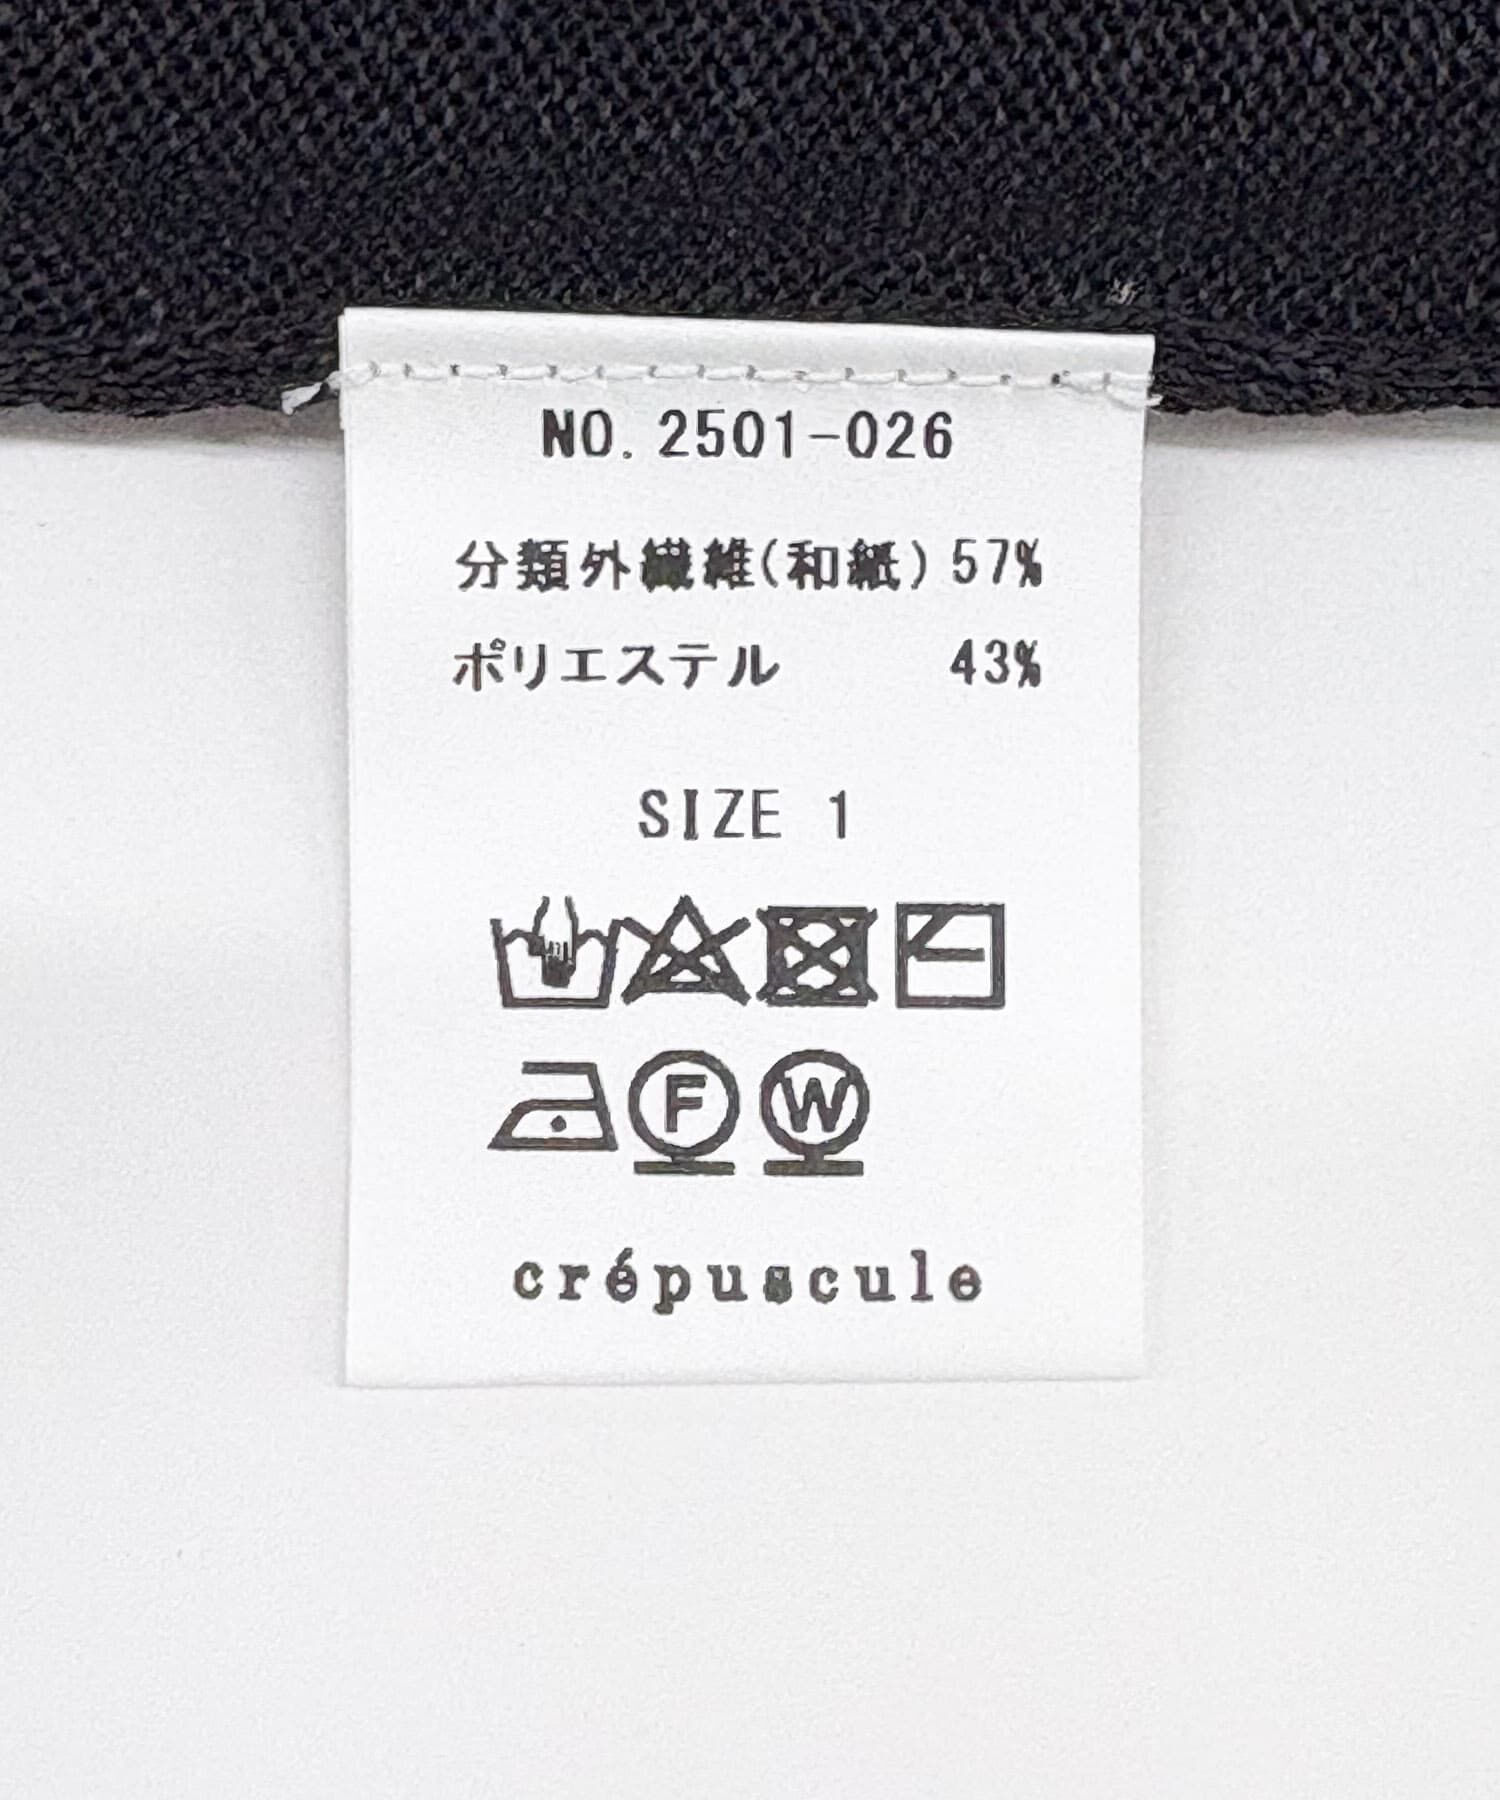 NO. 2501-026
分類外繊維(和紙) 57%
ポリエステル 43%
SIZE 1
F W
crépuscule